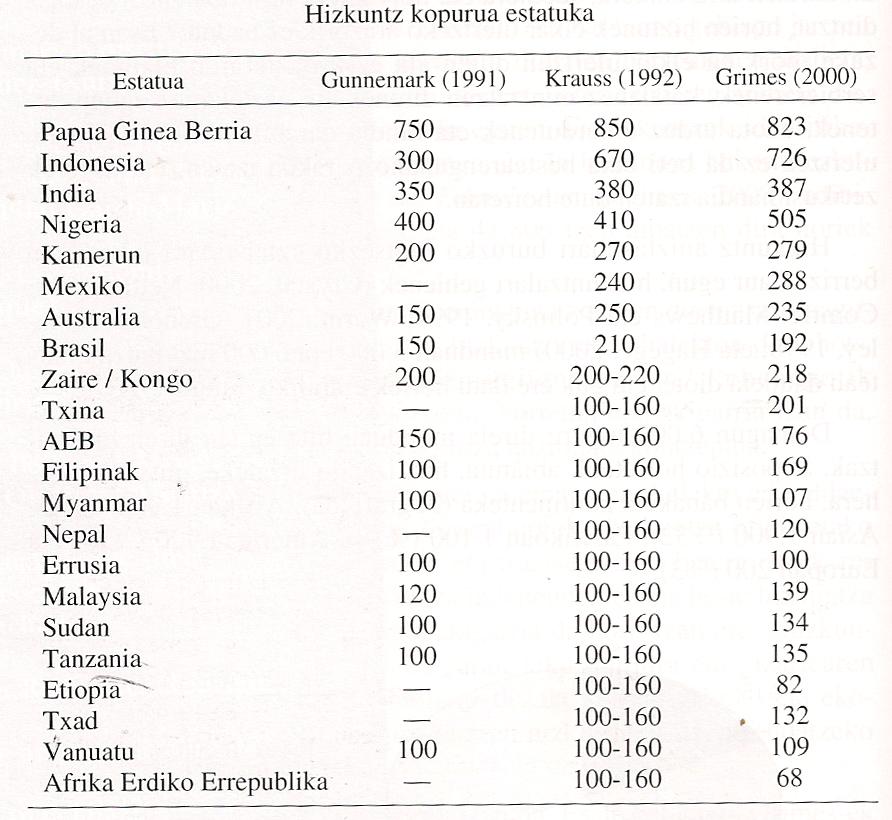 Hizkuntz kopurua estatuka
Estatua Gunnemark (1991) Krauss (1992) Grimes (2000)
Papua Ginea Berria 750 850 823
Indonesia 300 670 726
India 350 380 387
Nigeria 400 410 505
Kamerun 200 270 279
Mexiko — 240 288
Australia 150 250 235
Brasil 150 210 192
Zaire / Kongo 200 200-220 218
Txina — 100-160 201
AEB 150 100-160 176
Filipinak 100 100-160 169
Myanmar 100 100-160 107
Nepal — 100-160 120
Errusia 100 100-160 100
Malaysia 120 100-160 139
Sudan 100 100-160 134
Tanzania 100 100-160 135
Etiopia — 100-160 82
Txad — 100-160 132
Vanuatu 100 100-160 109
Afrika Erdiko Errepublika — 100-160 68